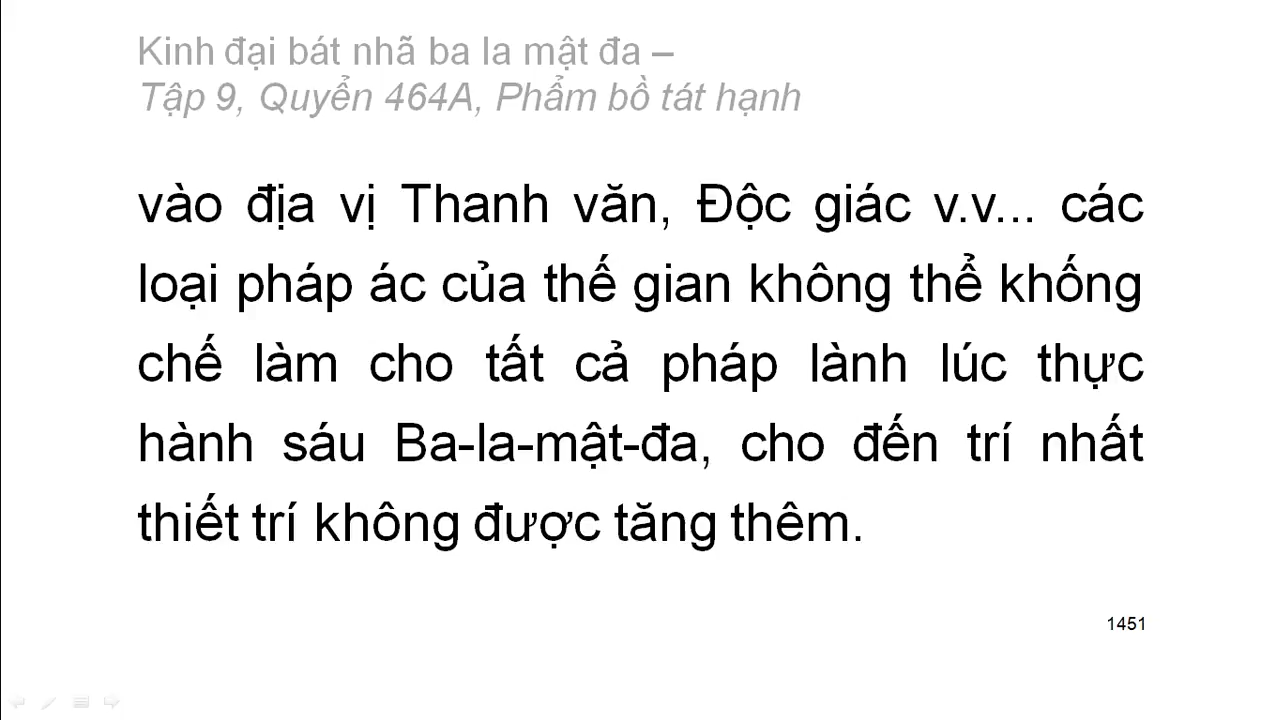 Kinh đại bát nhã ba la mật đa –
Tập 9, Quyển 464A, Phẩm bồ tát hạnh
vào địa vị Thanh văn, Độc giác v.v... các
loại pháp ác của thế gian không thể khống
chế làm cho tất cả pháp lành lúc thực
hành sáu Ba-la-mật-đa, cho đến trí nhất
thiết trí không được tăng thêm.
1451